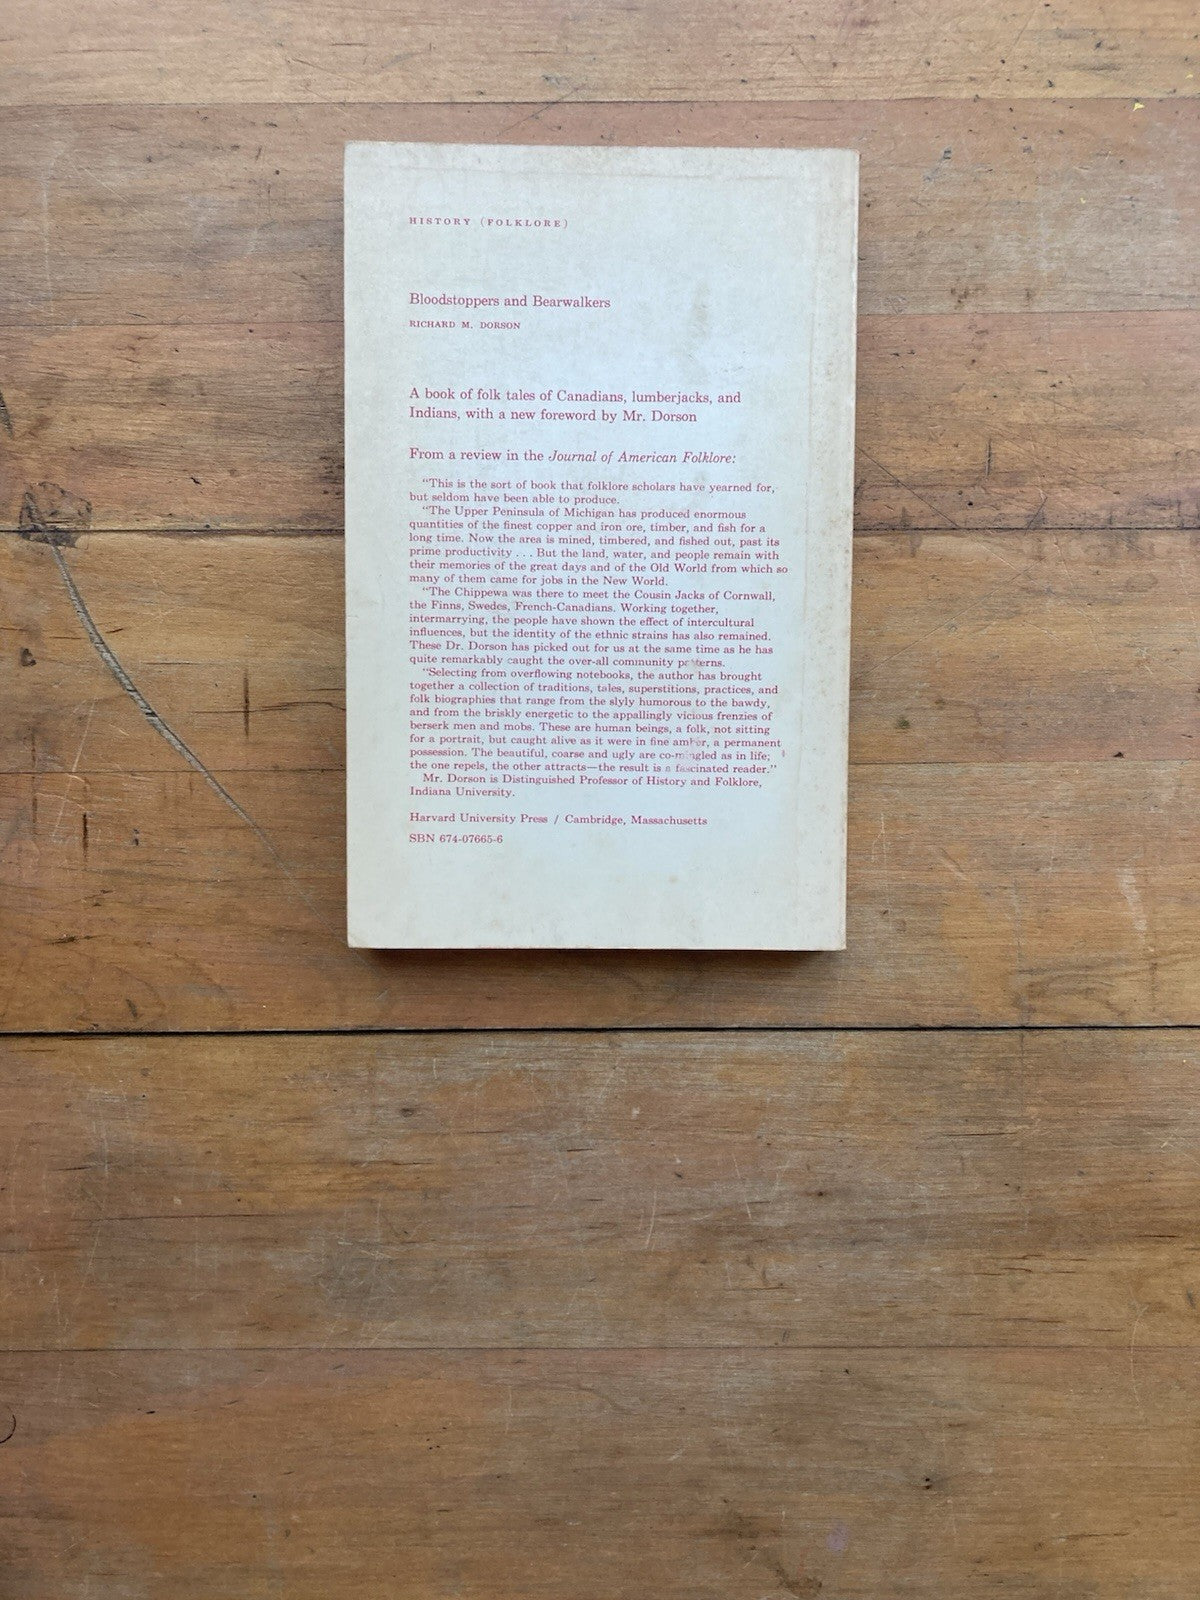 HISTORY (FOLKLORE)
Bloodstoppers and Bearwalkers
RICHARD M. DORSON
A book of folk tales of Canadians, lumberjacks, and
Indians, with a new foreword by Mr. Dorson
From a review in the Journal of American Folklore:
“This is the sort of book that folklore scholars have yearned for,
but seldom have been able to produce.
“The Upper Peninsula of Michigan has produced enormous
quantities of the finest copper and iron ore, timber, and fish for a
long time. Now the area is mined, timbered, and fished out, past its
prime productivity . . . But the land, water, and people remain with
their memories of the great days and of the Old World from which so
many of them came for jobs in the New World.
“The Chippewa was there to meet the Cousin Jacks of Cornwall,
the Finns, Swedes, French-Canadians. Working together,
intermarrying, the people have shown the effect of intercultural
influences, but the identity of the ethnic strains has also remained.
These Dr. Dorson has picked out for us at the same time as he has
quite remarkably caught the over-all community patterns.
“Selecting from overflowing notebooks, the author has brought
together a collection of traditions, tales, superstitions, practices, and
folk biographies that range from the slyly humorous to the bawdy,
and from the briskly energetic to the appallingly vicious frenzies of
berserk men and mobs. These are human beings, a folk, not sitting
for a portrait, but caught alive as it were in fine amber, a permanent
possession. The beautiful, coarse and ugly are co-mingled as in life;
the one repels, the other attracts—the result is a fascinated reader.”
Mr. Dorson is Distinguished Professor of History and Folklore,
Indiana University.
Harvard University Press / Cambridge, Massachusetts
SBN 674-07665-6